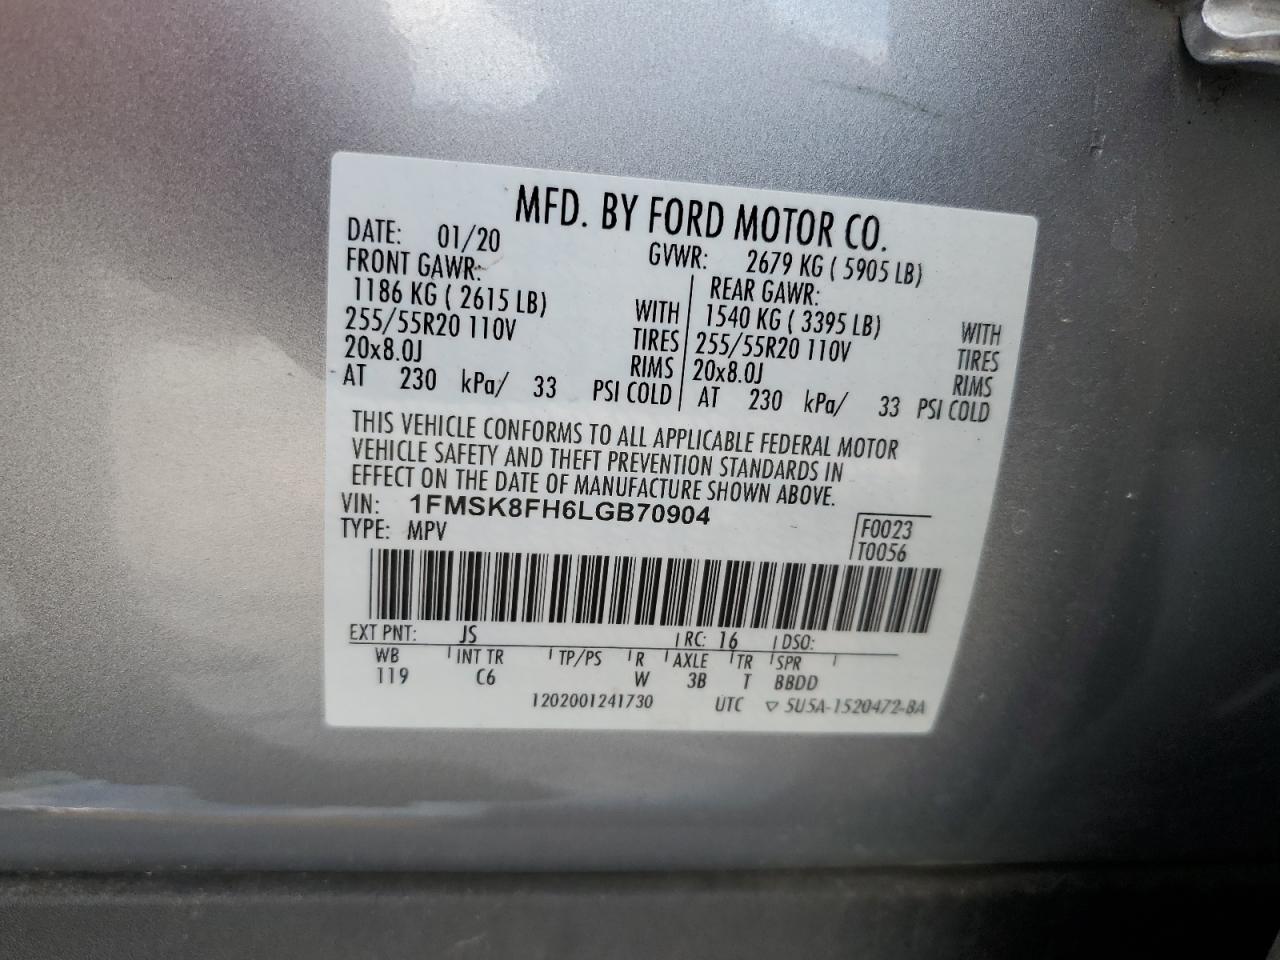 MFD. BY FORD MOTOR CO.
DATE: 01/20 GVWR: 2679 KG ( 5905 LB)
FRONT GAWR: REAR GAWR:
1186 KG ( 2615 LB) WITH 1540 KG ( 3395 LB) WITH
255/55R20 110V TIRES 255/55R20 110V TIRES
20x8.0J RIMS 20x8.0J RIMS
AT 230 kPa/ 33 PSI COLD AT 230 kPa/ 33 PSI COLD
THIS VEHICLE CONFORMS TO ALL APPLICABLE FEDERAL MOTOR
VEHICLE SAFETY AND THEFT PREVENTION STANDARDS IN
EFFECT ON THE DATE OF MANUFACTURE SHOWN ABOVE.
VIN: 1FMSK8FH6LGB70904
TYPE: MPV
F0023
T0056
EXT PNT: JS RC: 16 DSO:
WB INT TR TP/PS R AXLE TR SPR
119 C6 W 3B T BBDD
1202001241730 UTC ▽ 5U5A-1520472-BA